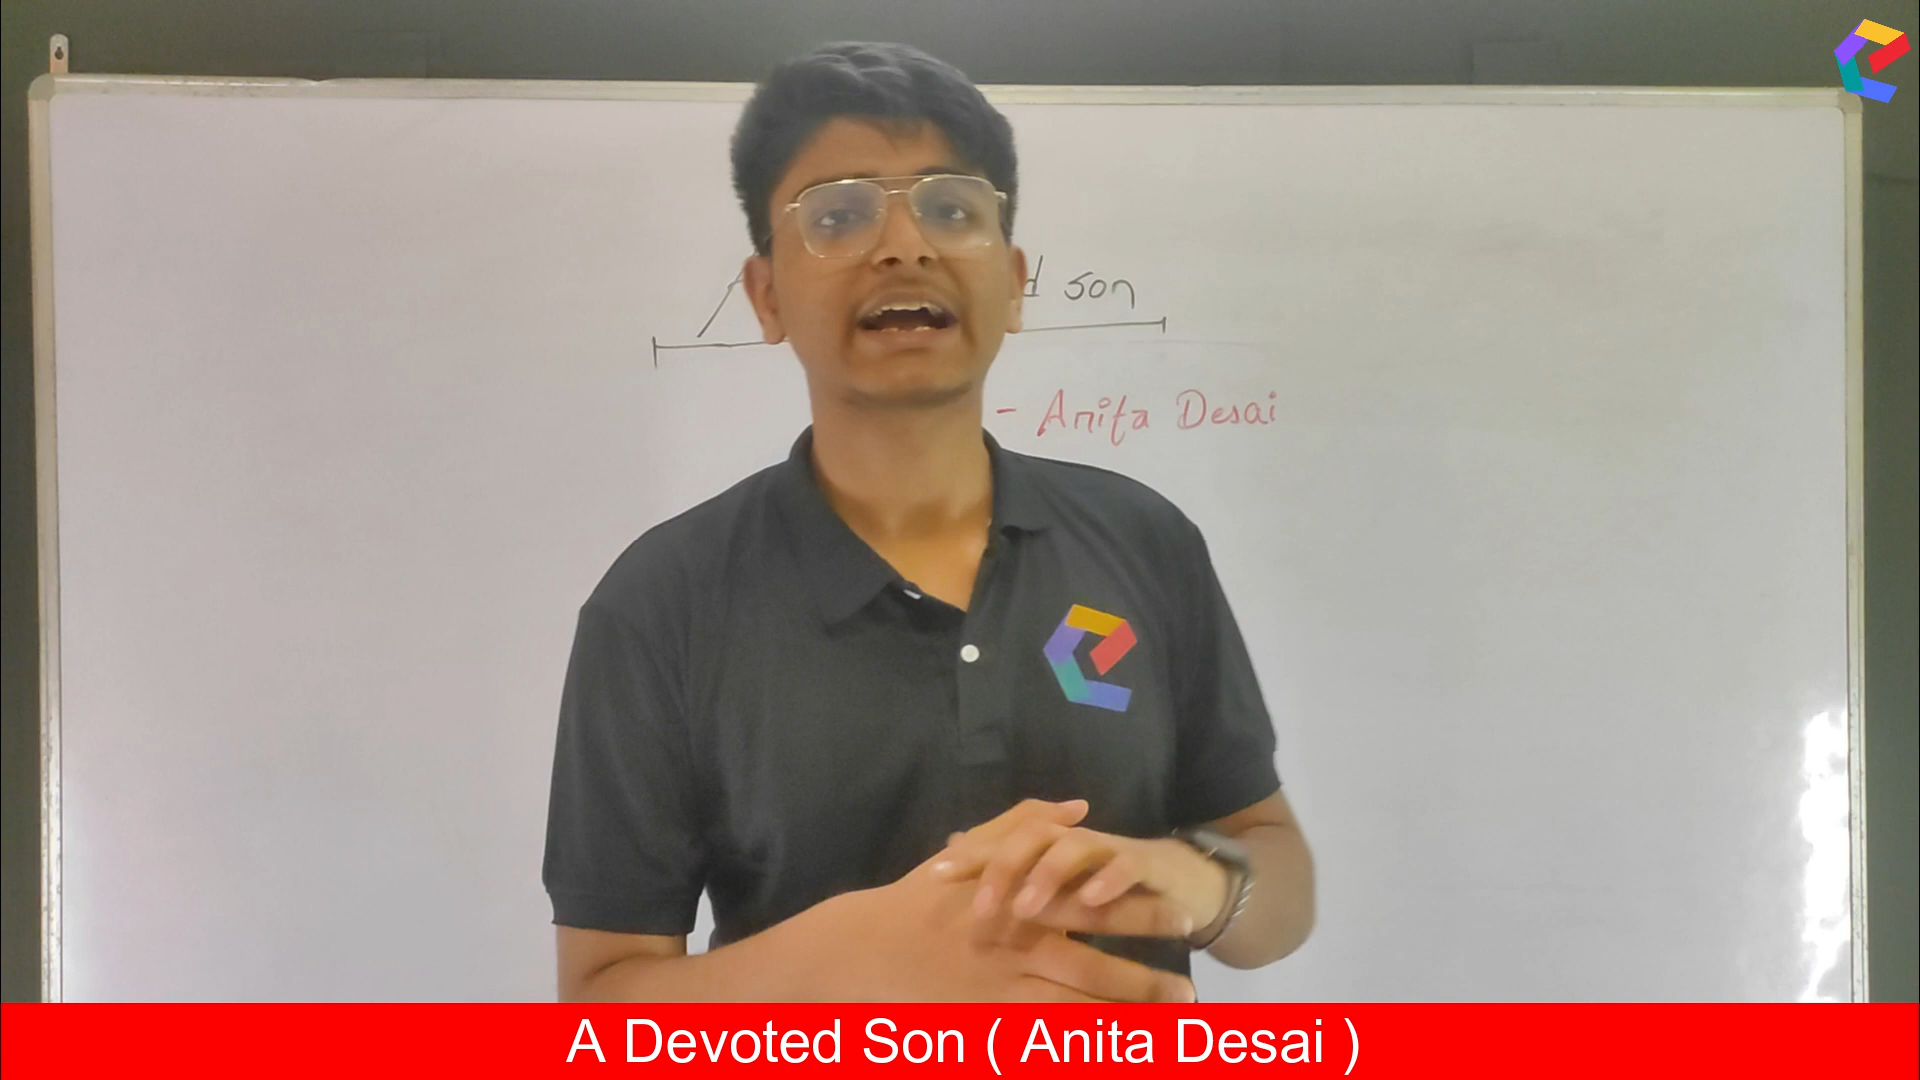 A d son
- Anita Desai
A Devoted Son ( Anita Desai )